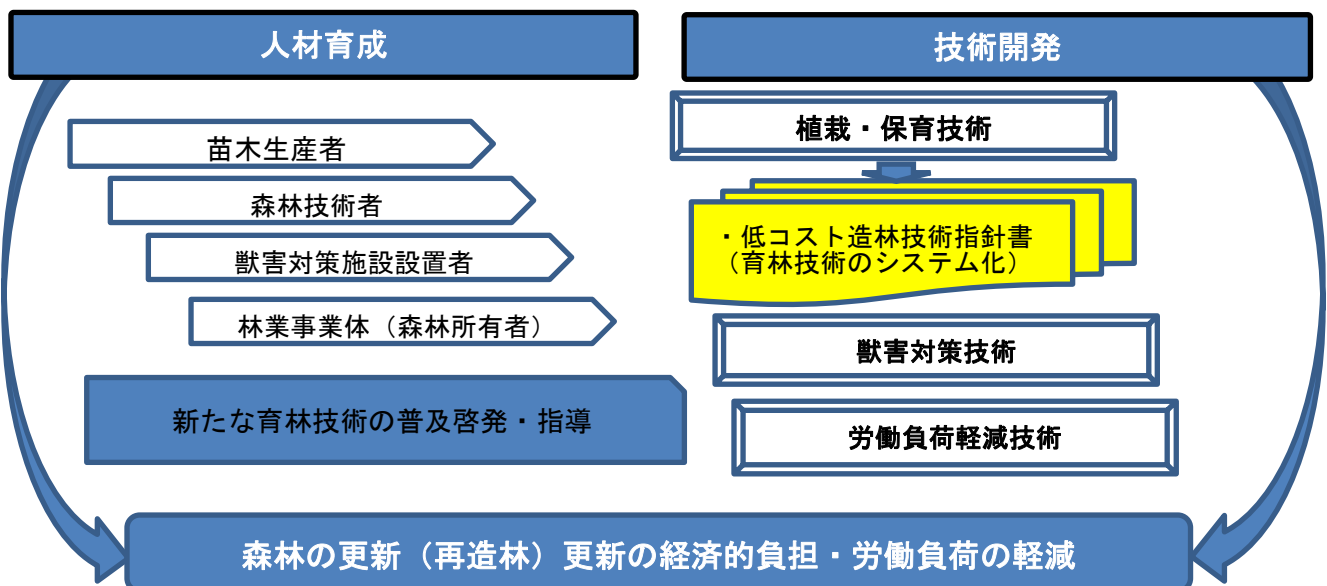 人材育成
苗木生産者
森林技術者
獣害対策施設設置者
林業事業体（森林所有者）
新たな育林技術の普及啓発・指導
技術開発
植栽・保育技術
・低コスト造林技術指針書
（育林技術のシステム化）
獣害対策技術
労働負荷軽減技術
森林の更新（再造林）更新の経済的負担・労働負荷の軽減